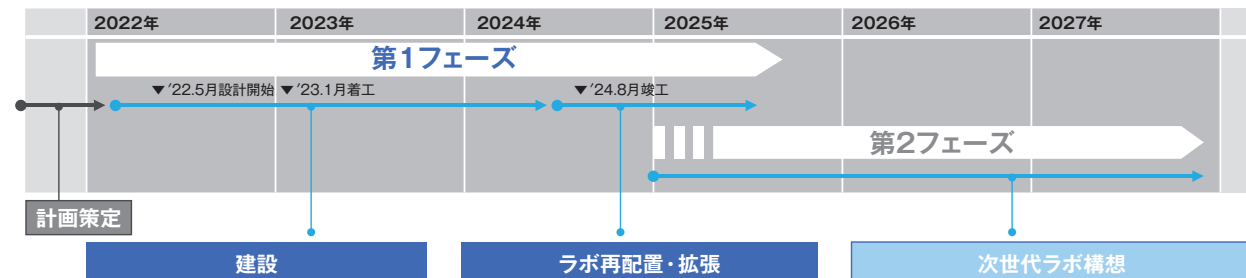 2022年 2023年 2024年 2025年 2026年 2027年
第1フェーズ
▼ '22.5月設計開始 ▼ '23.1月着工 ▼ '24.8月竣工
第2フェーズ
計画策定
建設 ラボ再配置・拡張 次世代ラボ構想